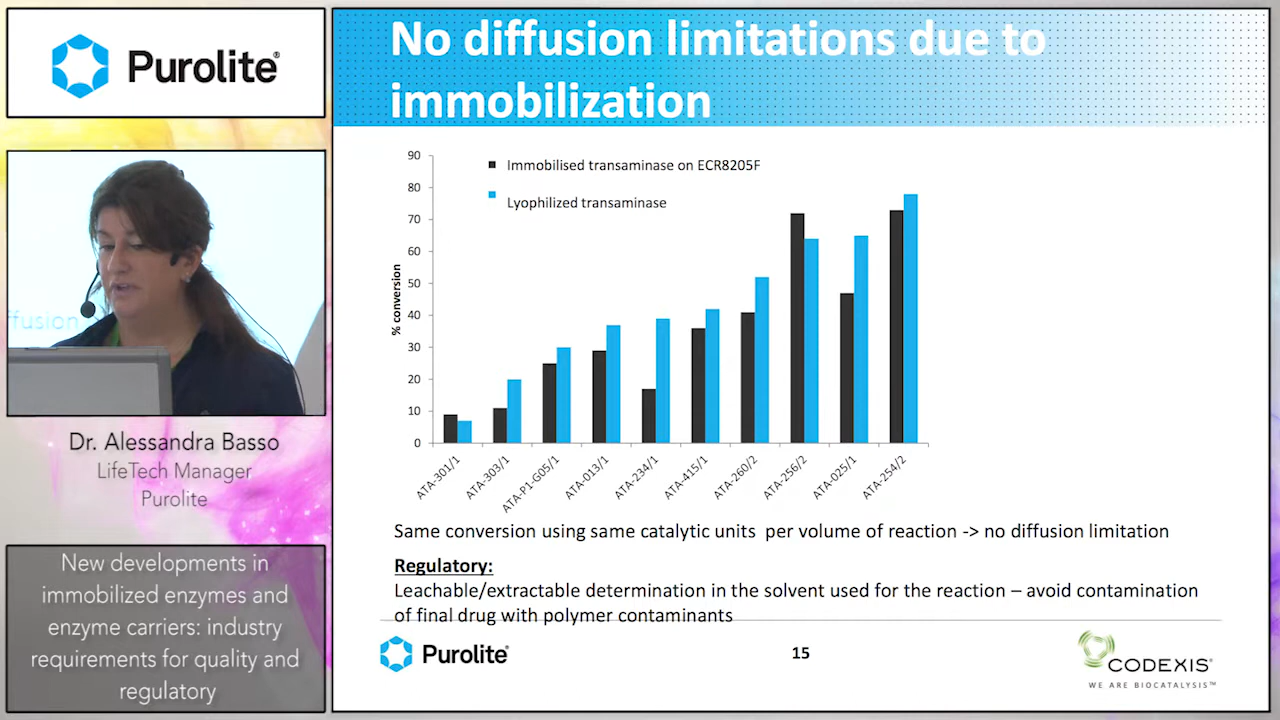 Purolite®
No diffusion limitations due to
immobilization
Immobilised transaminase on ECR8205F
Lyophilized transaminase
% conversion
90
80
70
60
50
40
30
20
10
0
ATA-301/1
ATA-303/1
ATA-P1-G05/1
ATA-013/1
ATA-234/1
ATA-415/1
ATA-260/2
ATA-256/2
ATA-025/1
ATA-254/2
ffusion
Dr. Alessandra Basso
LifeTech Manager
Purolite
New developments in
immobilized enzymes and
enzyme carriers: industry
requirements for quality and
regulatory
Same conversion using same catalytic units per volume of reaction -> no diffusion limitation
Regulatory:
Leachable/extractable determination in the solvent used for the reaction – avoid contamination
of final drug with polymer contaminants
Purolite®
15
CODEXIS®
WE ARE BIOCATALYSIS™